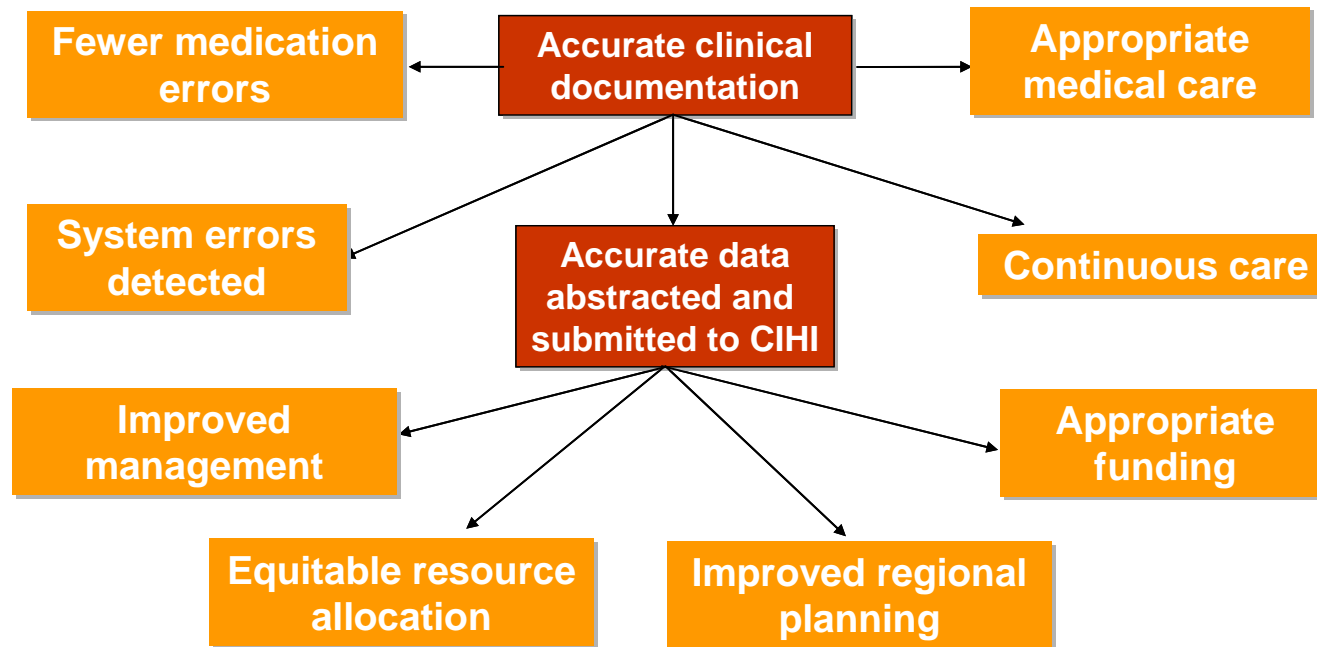 Fewer medication
errors
Accurate clinical
documentation
Appropriate
medical care
System errors
detected
Accurate data
abstracted and
submitted to CIHI
Continuous care
Improved
management
Appropriate
funding
Equitable resource
allocation
Improved regional
planning